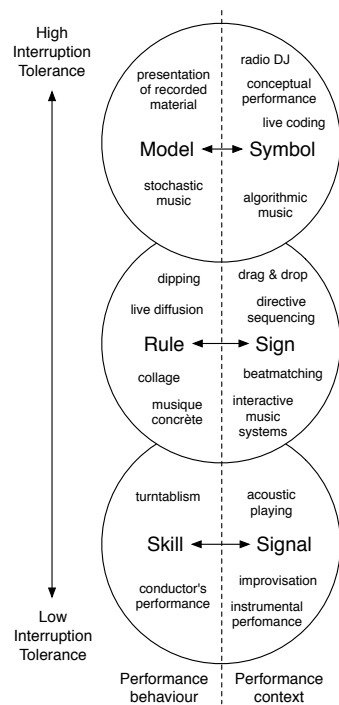 High
Interruption
Tolerance
radio DJ
presentation
of recorded
material
conceptual
performance
live coding
Model
Symbol
stochastic
music
algorithmic
music
dipping
drag & drop
live diffusion
directive
sequencing
Rule
Sign
collage
beatmatching
musique
concrète
interactive
music
systems
turntablism
acoustic
playing
Skill
Signal
conductor's
performance
improvisation
instrumental
perfomance
Low
Interruption
Tolerance
Performance
behaviour
Performance
context